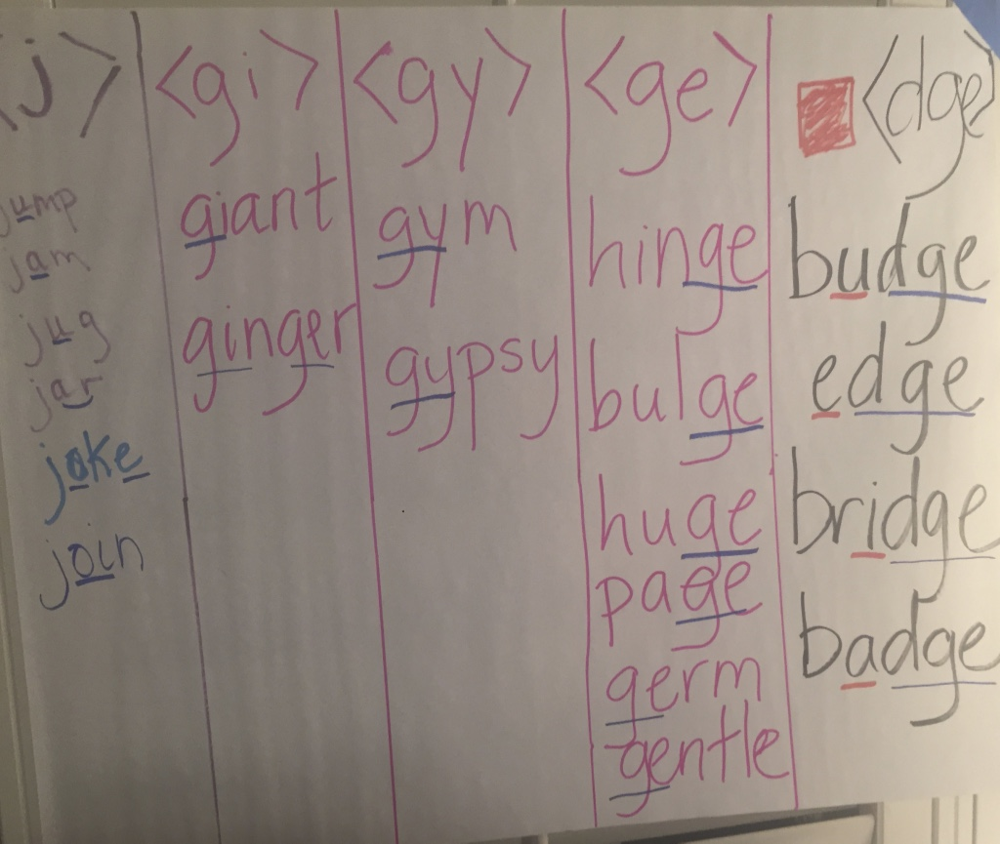 <j>
jump
jam
jug
jar
joke
join
<gi>
giant
ginger
<gy>
gym
gypsy
<ge>
hinge
bulge
huge
page
germ
gentle
<dge>
budge
edge
bridge
badge